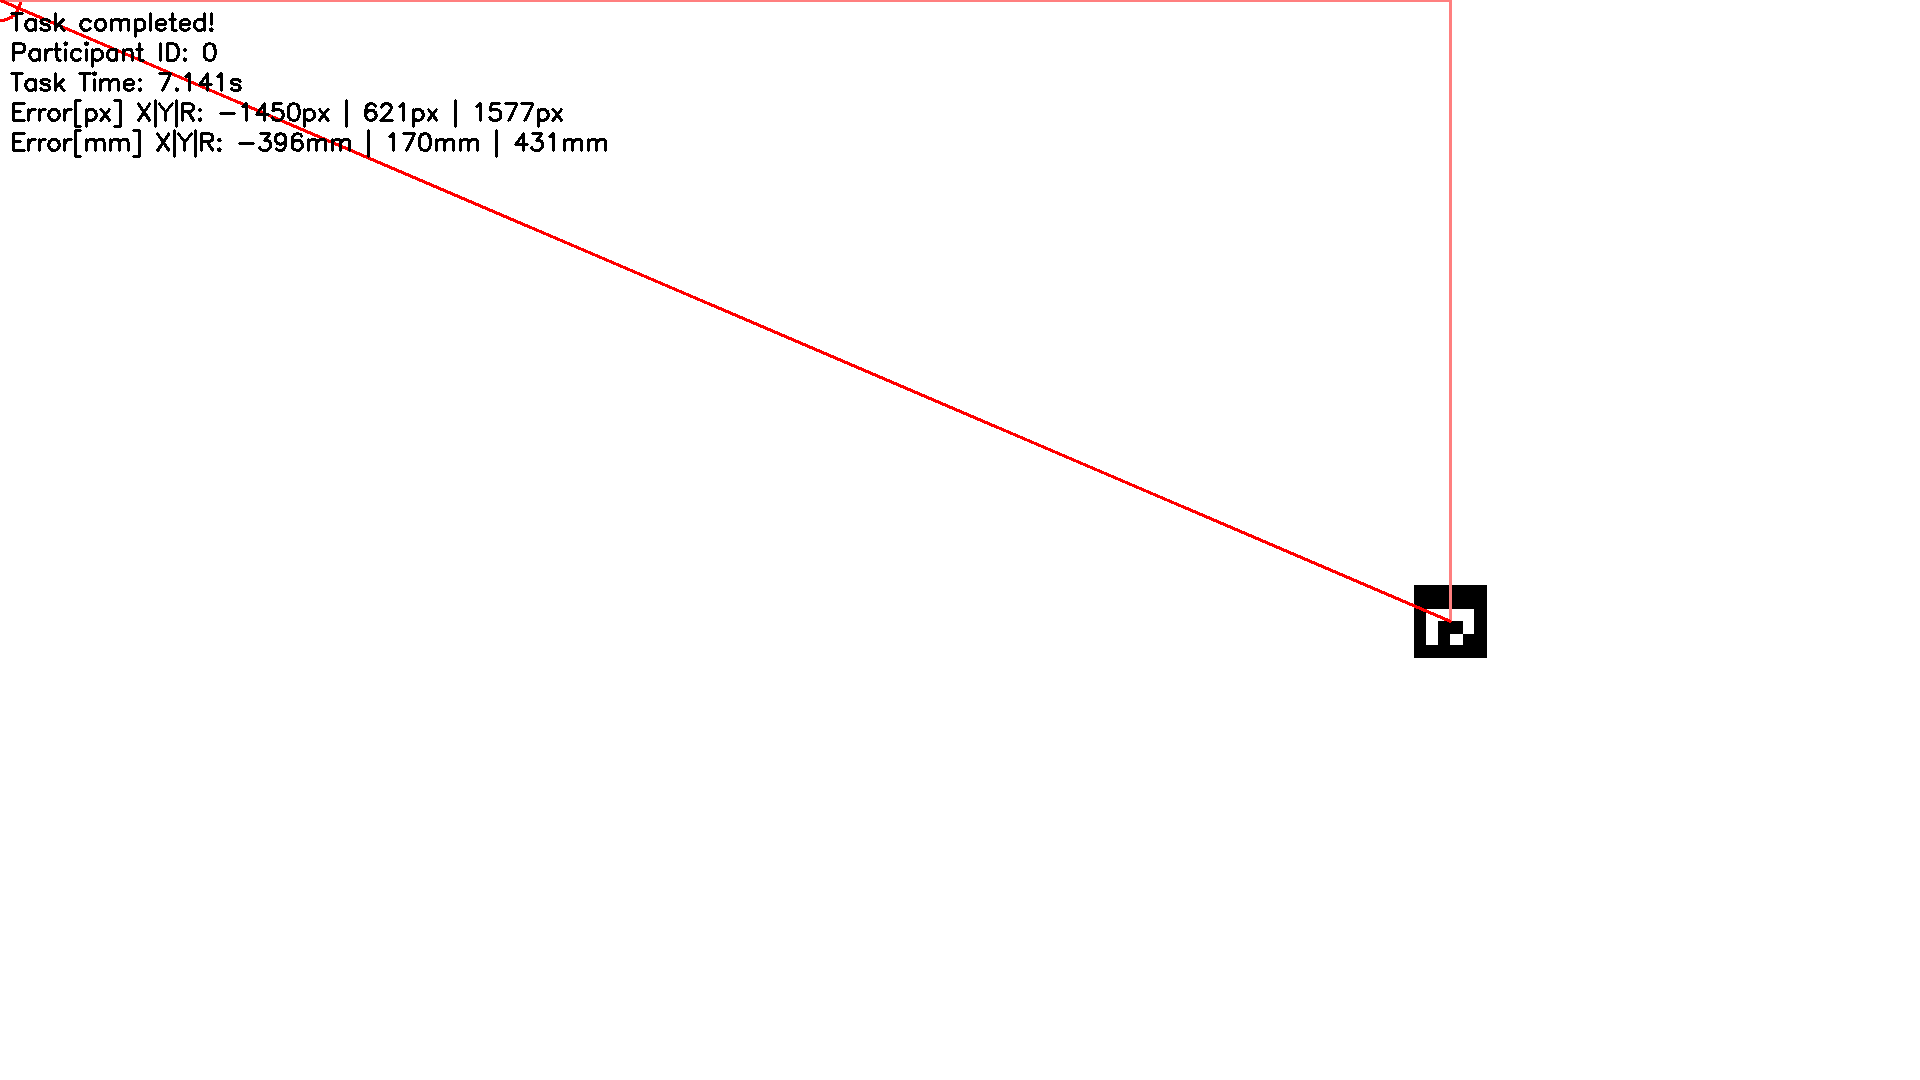 Task completed!
Participant ID: 0
Task Time: 7.141s
Error[px] X|Y|R: -1450px | 621px | 1577px
Error[mm] X|Y|R: -396mm | 170mm | 431mm